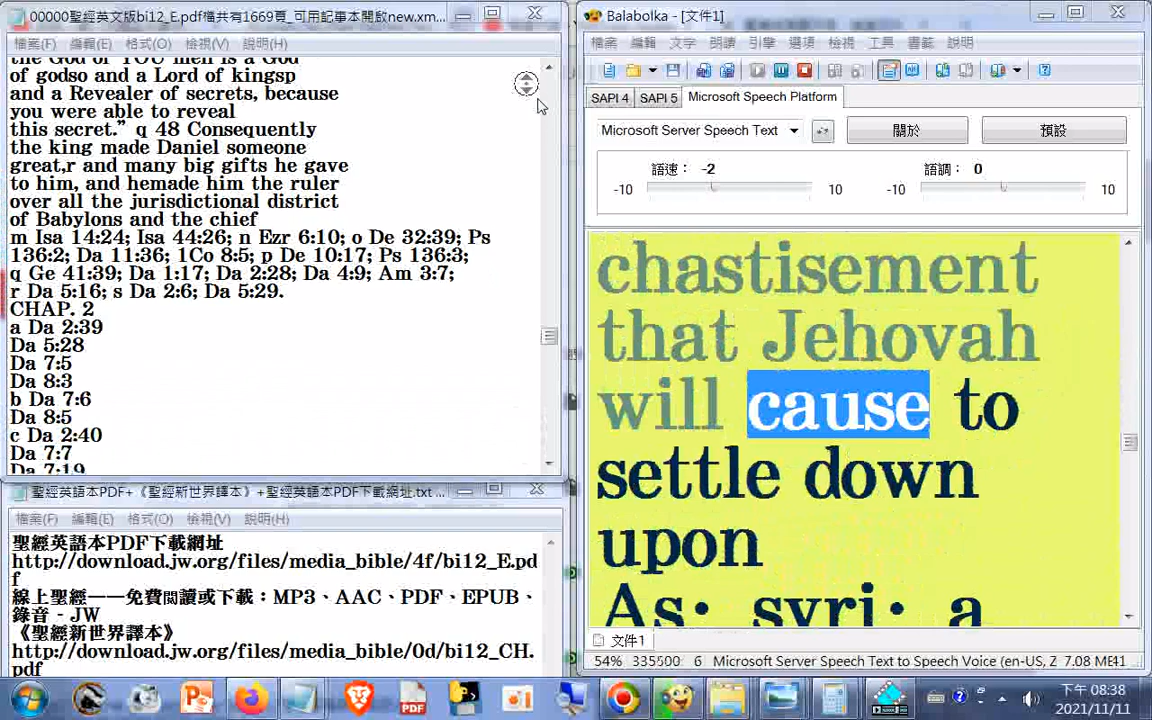 00000聖經英文版bi12_E.pdf檔共有1669頁_可用記事本開啟new.xm...
檔案(F) 編輯(E) 格式(O) 檢視(V) 說明(H)
the God of YOU men is a God
of godso and a Lord of kingsp
and a Revealer of secrets, because
you were able to reveal
this secret.” q 48 Consequently
the king made Daniel someone
great,r and many big gifts he gave
to him, and hemade him the ruler
over all the jurisdictional district
of Babylons and the chief
m Isa 14:24; Isa 44:26; n Ezr 6:10; o De 32:39; Ps
136:2; Da 11:36; 1Co 8:5; p De 10:17; Ps 136:3;
q Ge 41:39; Da 1:17; Da 2:28; Da 4:9; Am 3:7;
r Da 5:16; s Da 2:6; Da 5:29.
CHAP. 2
a Da 2:39
Da 5:28
Da 7:5
Da 8:3
b Da 7:6
Da 8:5
c Da 2:40
Da 7:7
Da 7:19
聖經英語本PDF+《聖經新世界譯本》+聖經英語本PDF下載網址.txt ...
檔案(F) 編輯(E) 格式(O) 檢視(V) 說明(H)
聖經英語本PDF下載網址
http://download.jw.org/files/media_bible/4f/bi12_E.pd
f
線上聖經──免費閱讀或下載：MP3、AAC、PDF、EPUB、
錄音 - JW
《聖經新世界譯本》
http://download.jw.org/files/media_bible/0d/bi12_CH.
pdf
Balabolka - [文件1]
檔案 編輯 文字 朗讀 引擎 選項 檢視 工具 書籤 說明
SAPI 4 SAPI 5 Microsoft Speech Platform
Microsoft Server Speech Text 關於 預設
語速： -2 語調： 0
-10 10 -10 10
chastisement
that Jehovah
will cause to
settle down
upon
As· syri· a
文件1
54% 335500 6 Microsoft Server Speech Text to Speech Voice (en-US, Z 7.08 ME41
下午 08:38
2021/11/11